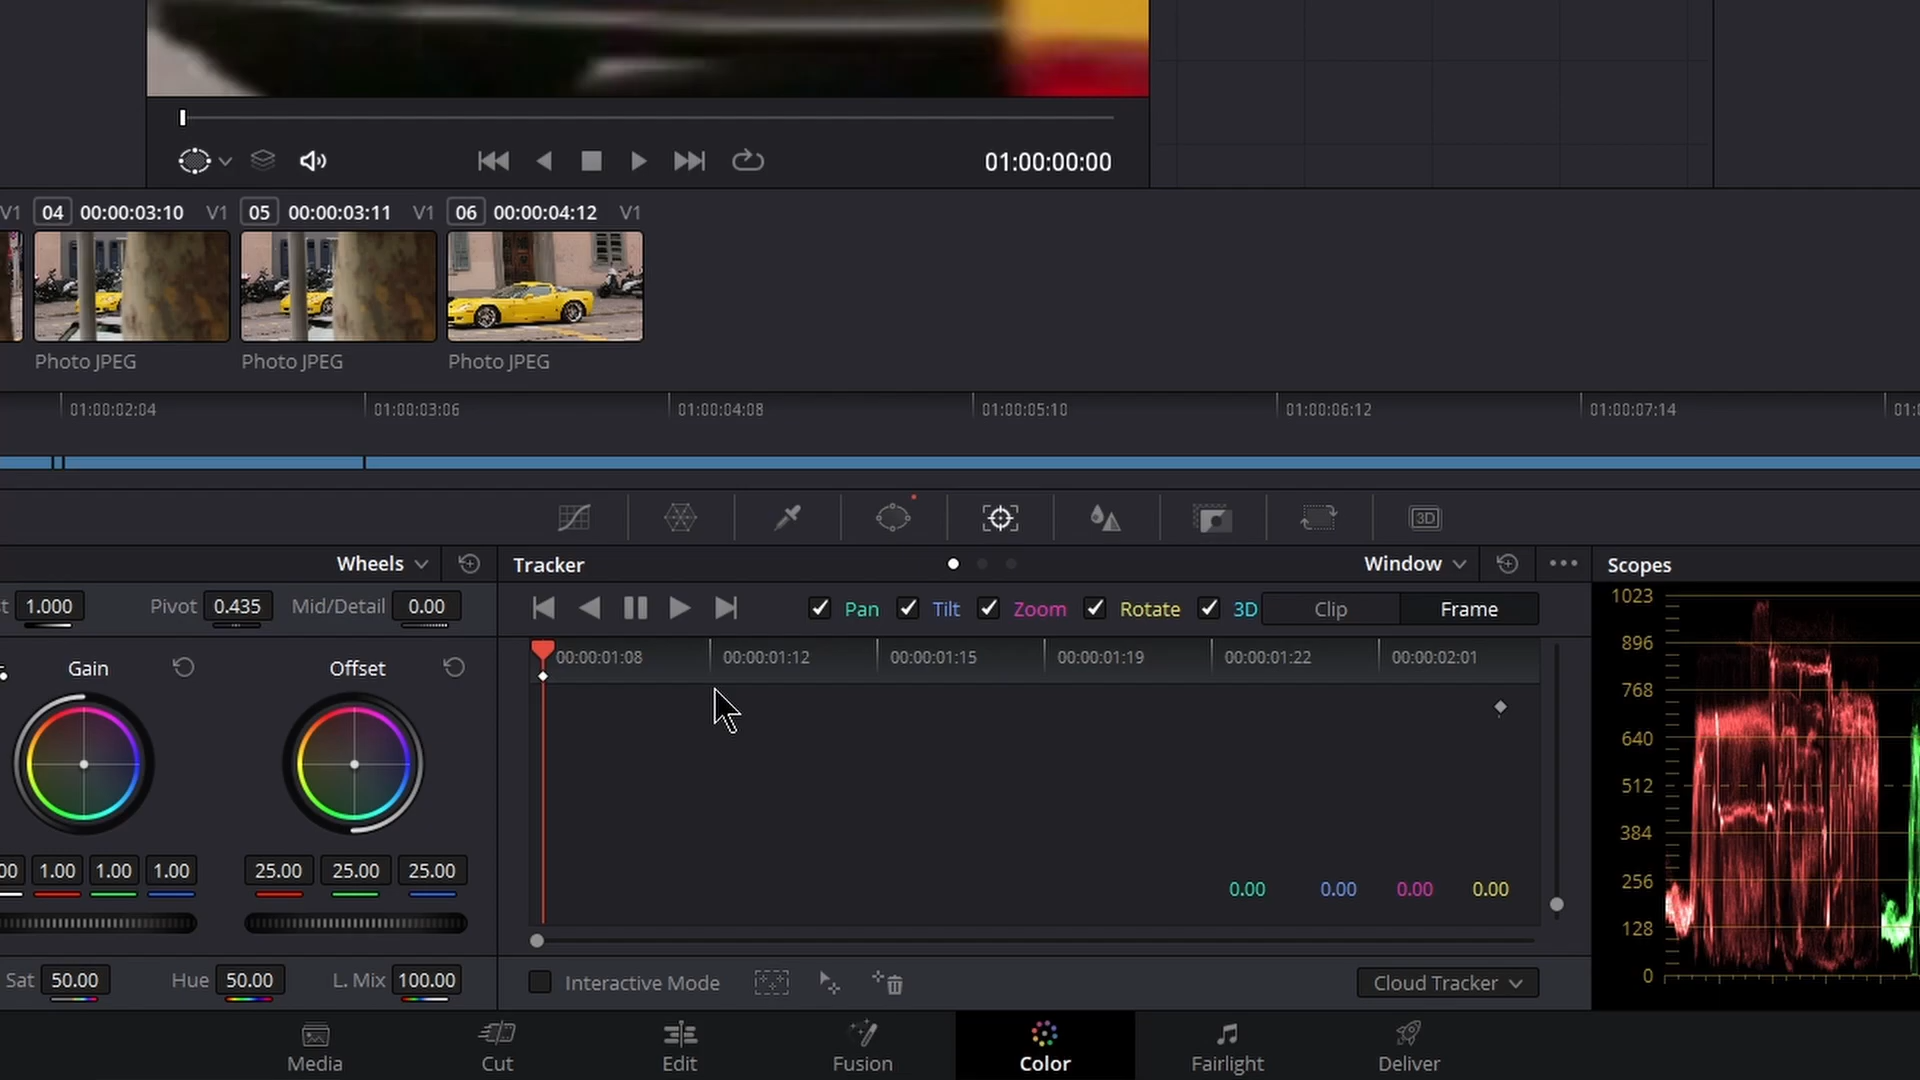 01:00:00:00
V1 04 00:00:03:10 V1 05 00:00:03:11 V1 06 00:00:04:12 V1
Photo JPEG Photo JPEG Photo JPEG
01:00:02:04 01:00:03:06 01:00:04:08 01:00:05:10 01:00:06:12 01:00:07:14
3D
Wheels Tracker Window Scopes
1.000 Pivot 0.435 Mid/Detail 0.00
Pan Tilt Zoom Rotate 3D Clip Frame
Gain Offset
00:00:01:08 00:00:01:12 00:00:01:15 00:00:01:19 00:00:01:22 00:00:02:01
1.00 1.00 1.00 25.00 25.00 25.00
0.00 0.00 0.00 0.00
Sat 50.00 Hue 50.00 L. Mix 100.00
Interactive Mode Cloud Tracker
1023
896
768
640
512
384
256
128
0
Media Cut Edit Fusion Color Fairlight Deliver